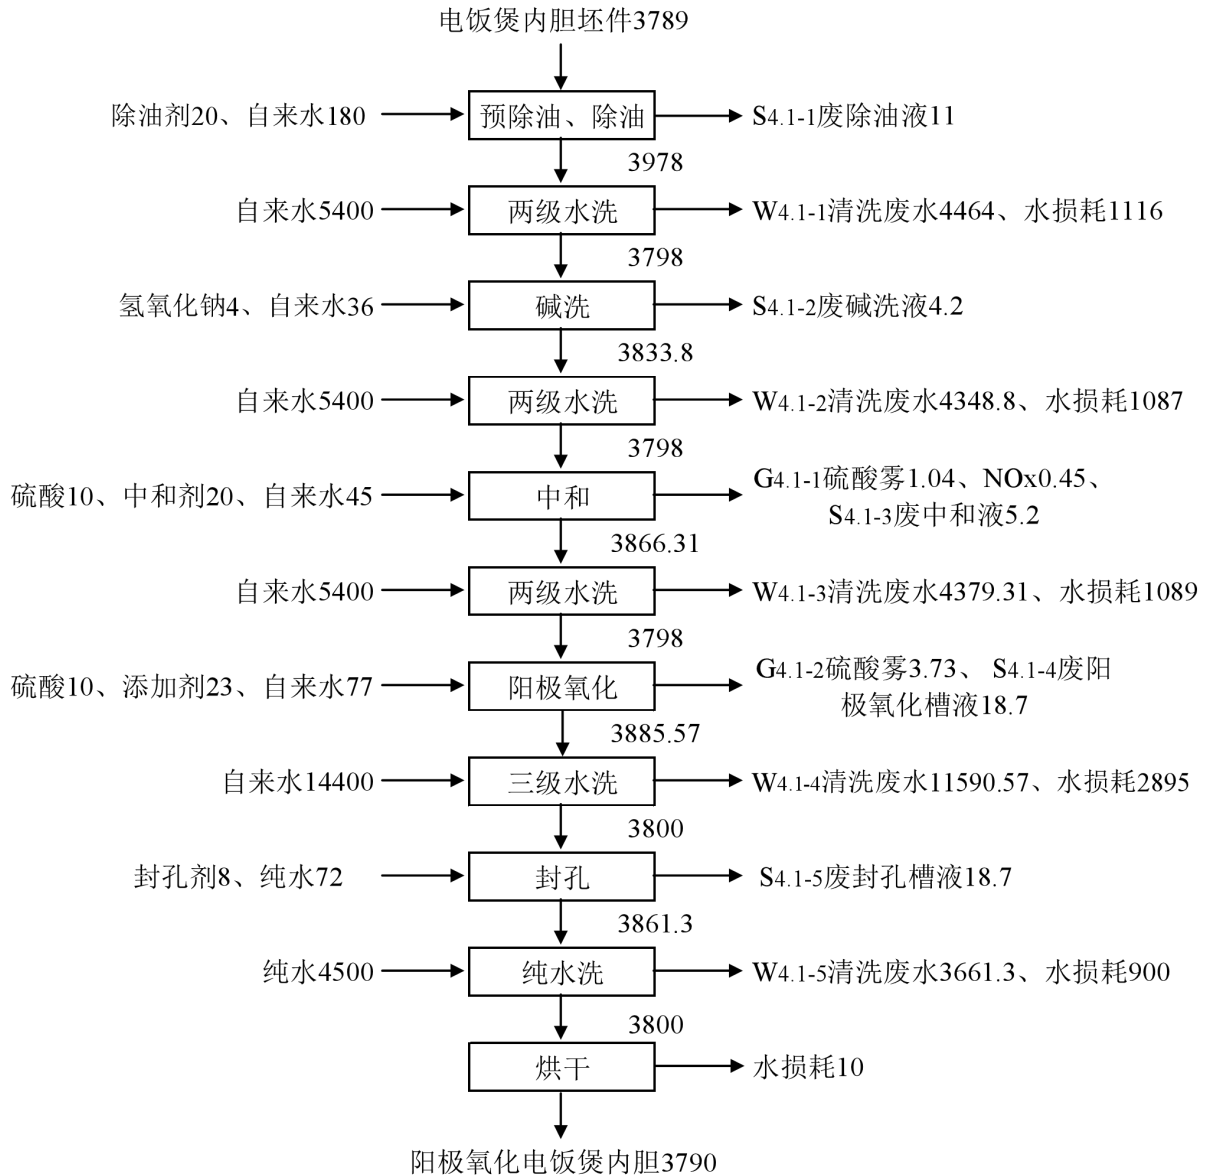 电饭煲内胆坯件3789
除油剂20、自来水180
预除油、除油
S4.1-1废除油液11
3978
自来水5400
两级水洗
W4.1-1清洗废水4464、水损耗1116
3798
氢氧化钠4、自来水36
碱洗
S4.1-2废碱洗液4.2
3833.8
自来水5400
两级水洗
W4.1-2清洗废水4348.8、水损耗1087
3798
硫酸10、中和剂20、自来水45
中和
G4.1-1硫酸雾1.04、NOx0.45、
S4.1-3废中和液5.2
3866.31
自来水5400
两级水洗
W4.1-3清洗废水4379.31、水损耗1089
3798
硫酸10、添加剂23、自来水77
阳极氧化
G4.1-2硫酸雾3.73、 S4.1-4废阳
极氧化槽液18.7
3885.57
自来水14400
三级水洗
W4.1-4清洗废水11590.57、水损耗2895
3800
封孔剂8、纯水72
封孔
S4.1-5废封孔槽液18.7
3861.3
纯水4500
纯水洗
W4.1-5清洗废水3661.3、水损耗900
3800
烘干
水损耗10
阳极氧化电饭煲内胆3790